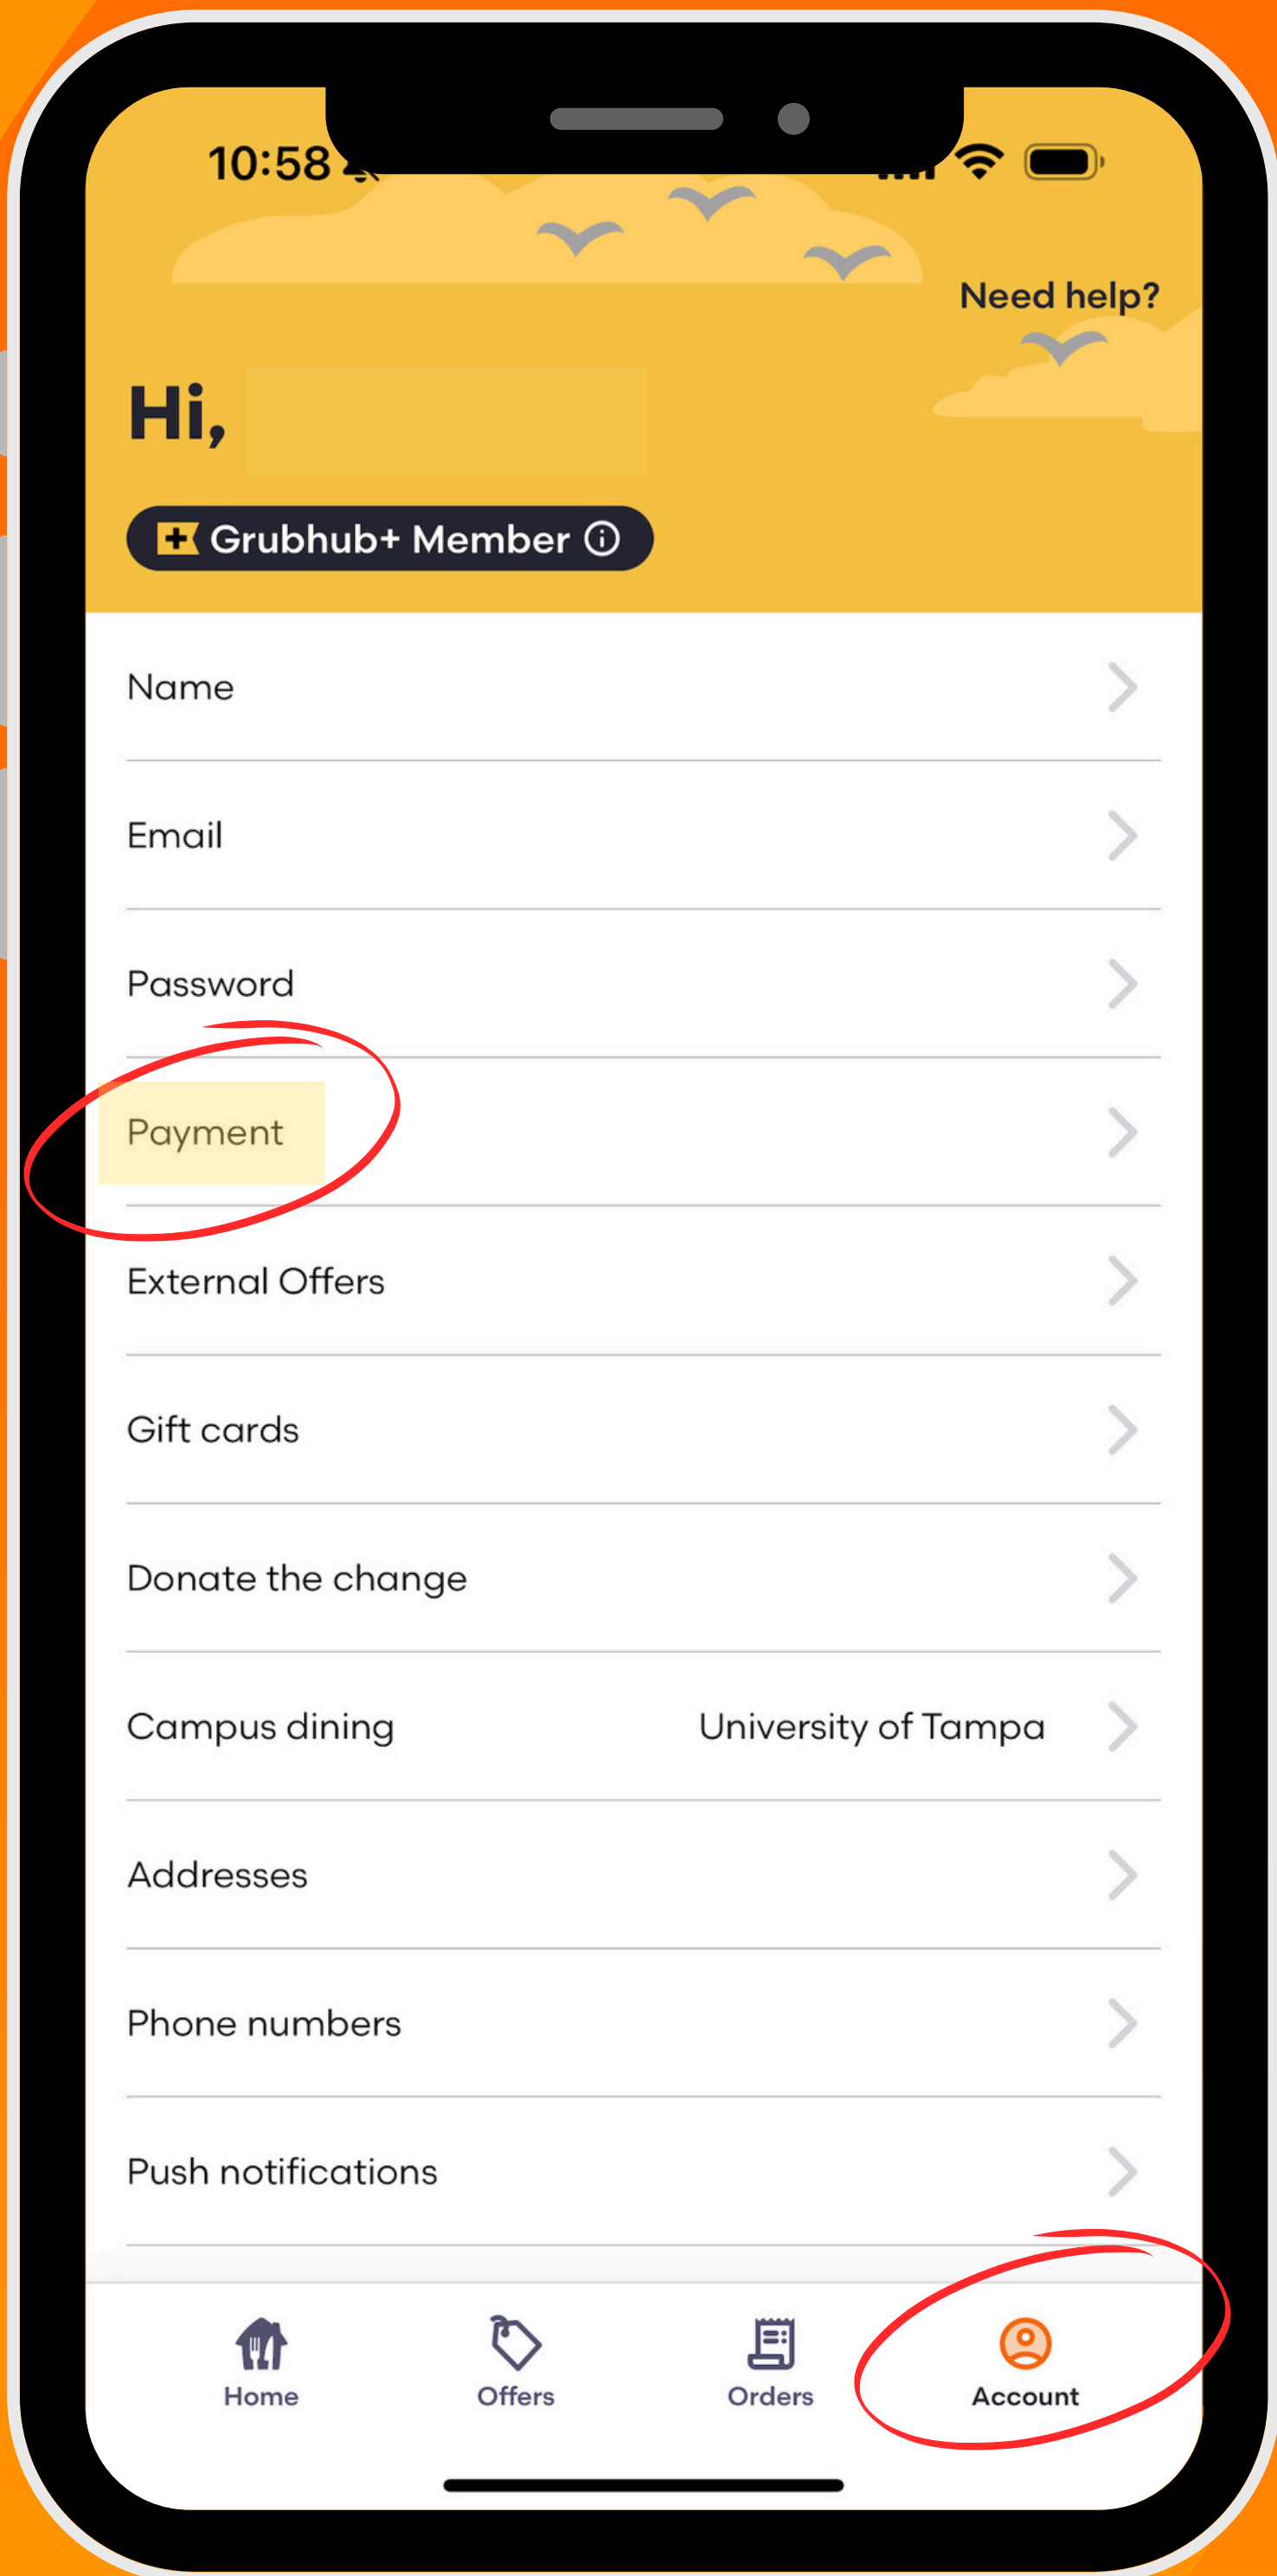 10:58
Need help?
Hi,
Grubhub+ Member
Name
Email
Password
Payment
External Offers
Gift cards
Donate the change
Campus dining University of Tampa
Addresses
Phone numbers
Push notifications
Home Offers Orders Account